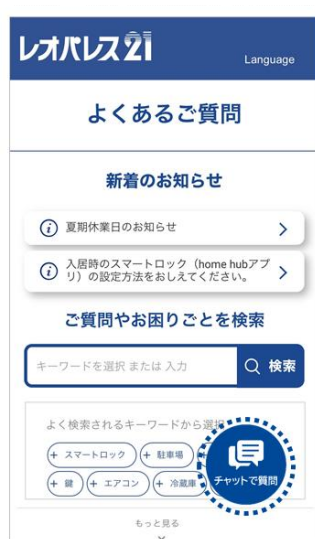 レオパレス21
Language
よくあるご質問
新着のお知らせ
夏期休業日のお知らせ
入居時のスマートロック（home hubアプ
リ）の設定方法をおしえてください。
ご質問やお困りごとを検索
キーワードを選択 または 入力
検索
よく検索されるキーワードから選択
+ スマートロック
+ 駐車場
+ 鍵
+ エアコン
+ 冷蔵庫
チャットで質問
もっと見る